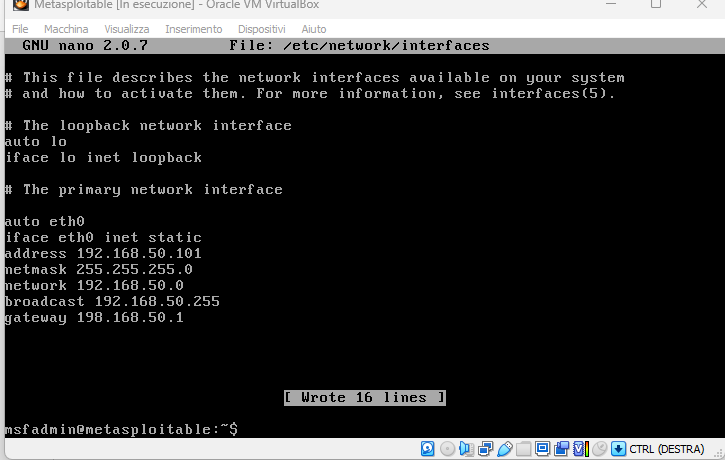 Metasploitable [In esecuzione] - Oracle VM VirtualBox
File Macchina Visualizza Inserimento Dispositivi Aiuto
GNU nano 2.0.7 File: /etc/network/interfaces
# This file describes the network interfaces available on your system
# and how to activate them. For more information, see interfaces(5).
# The loopback network interface
auto lo
iface lo inet loopback
# The primary network interface
auto eth0
iface eth0 inet static
address 192.168.50.101
netmask 255.255.255.0
network 192.168.50.0
broadcast 192.168.50.255
gateway 198.168.50.1
[ Wrote 16 lines ]
msfadmin@metasploitable:~$
CTRL (DESTRA)